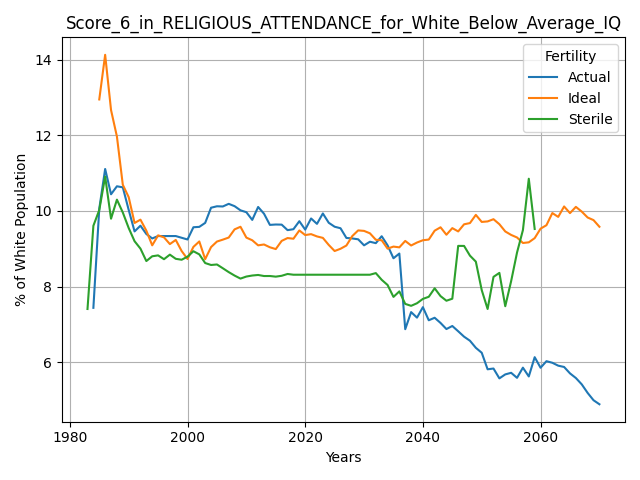 Score_6_in_RELIGIOUS_ATTENDANCE_for_White_Below_Average_IQ
% of White Population
14
12
10
8
6
Fertility
Actual
Ideal
Sterile
1980
2000
2020
2040
2060
Years